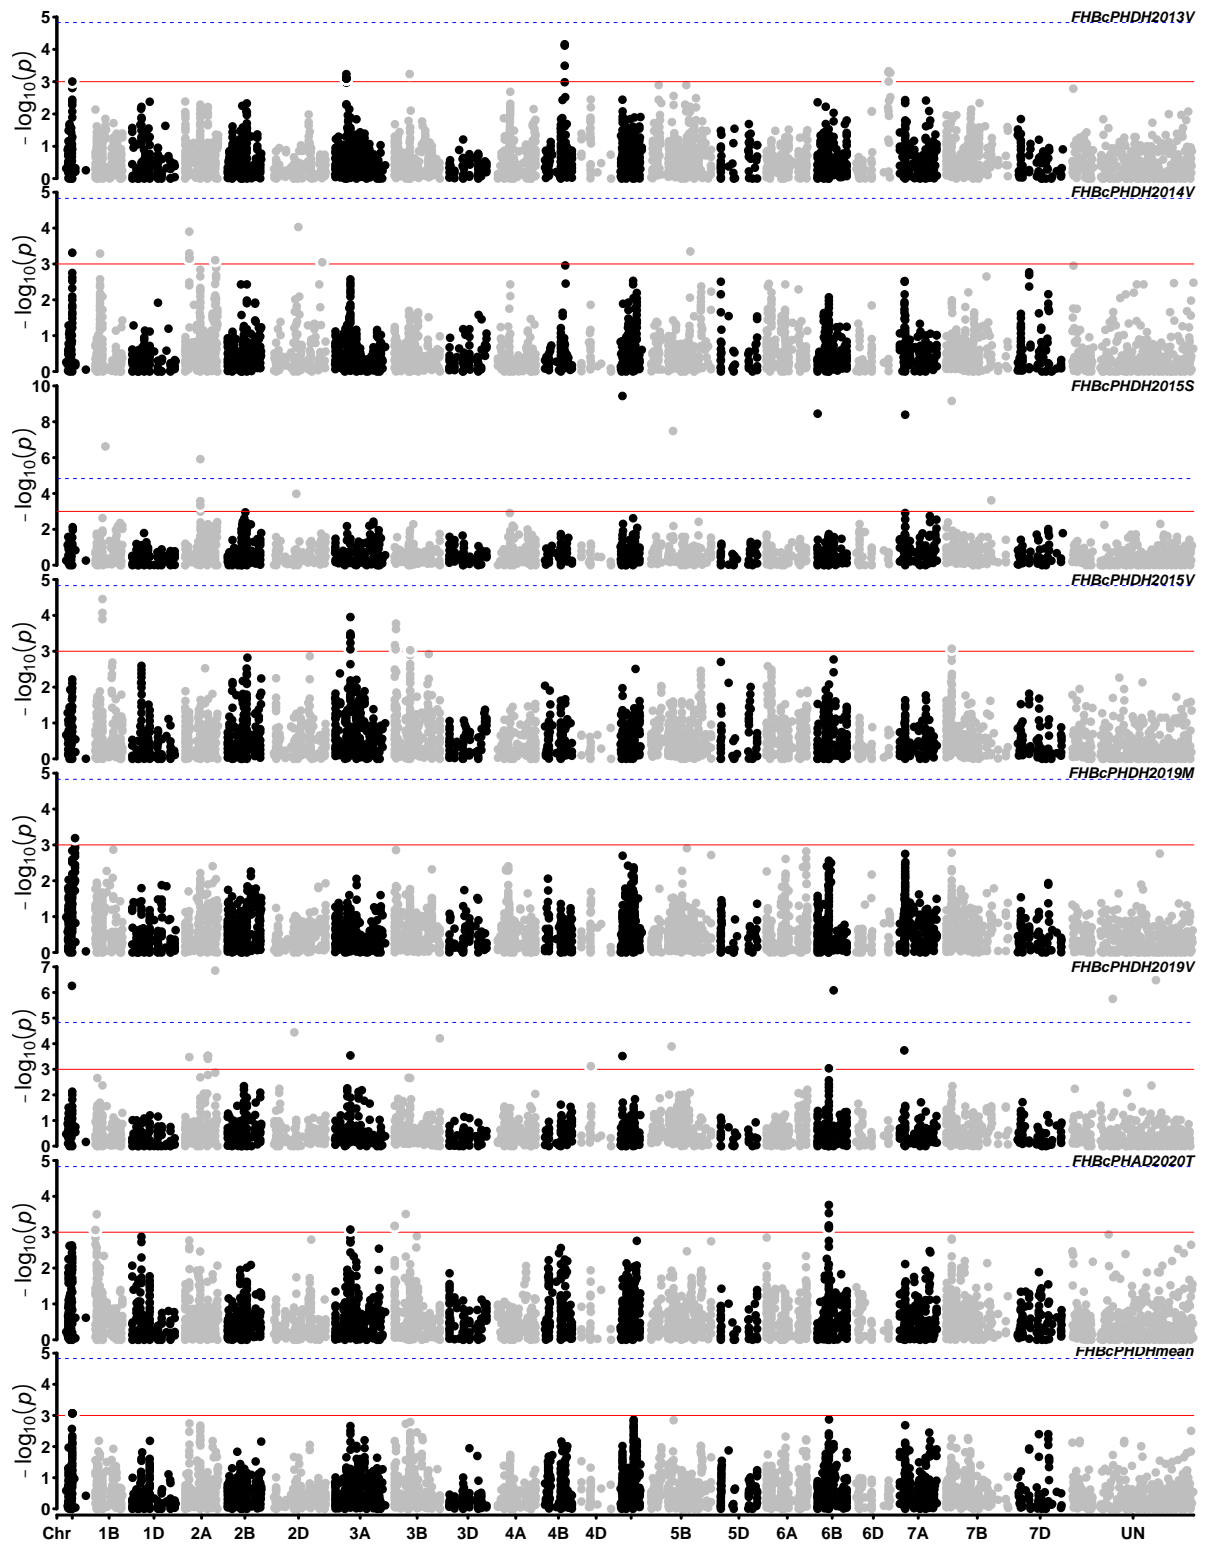 FHBcPHDH2013V
5
4
3
2
1
0
− log10(p)
FHBcPHDH2014V
5
4
3
2
1
0
− log10(p)
FHBcPHDH2015S
10
8
6
4
2
0
− log10(p)
FHBcPHDH2015V
5
4
3
2
1
0
− log10(p)
FHBcPHDH2019M
5
4
3
2
1
0
− log10(p)
FHBcPHDH2019V
7
6
5
4
3
2
1
0
− log10(p)
FHBcPHAD2020T
5
4
3
2
1
0
− log10(p)
FHBcPHDHmean
5
4
3
2
1
0
− log10(p)
Chr 1B 1D 2A 2B 2D 3A 3B 3D 4A 4B 4D 5B 5D 6A 6B 6D 7A 7B 7D UN